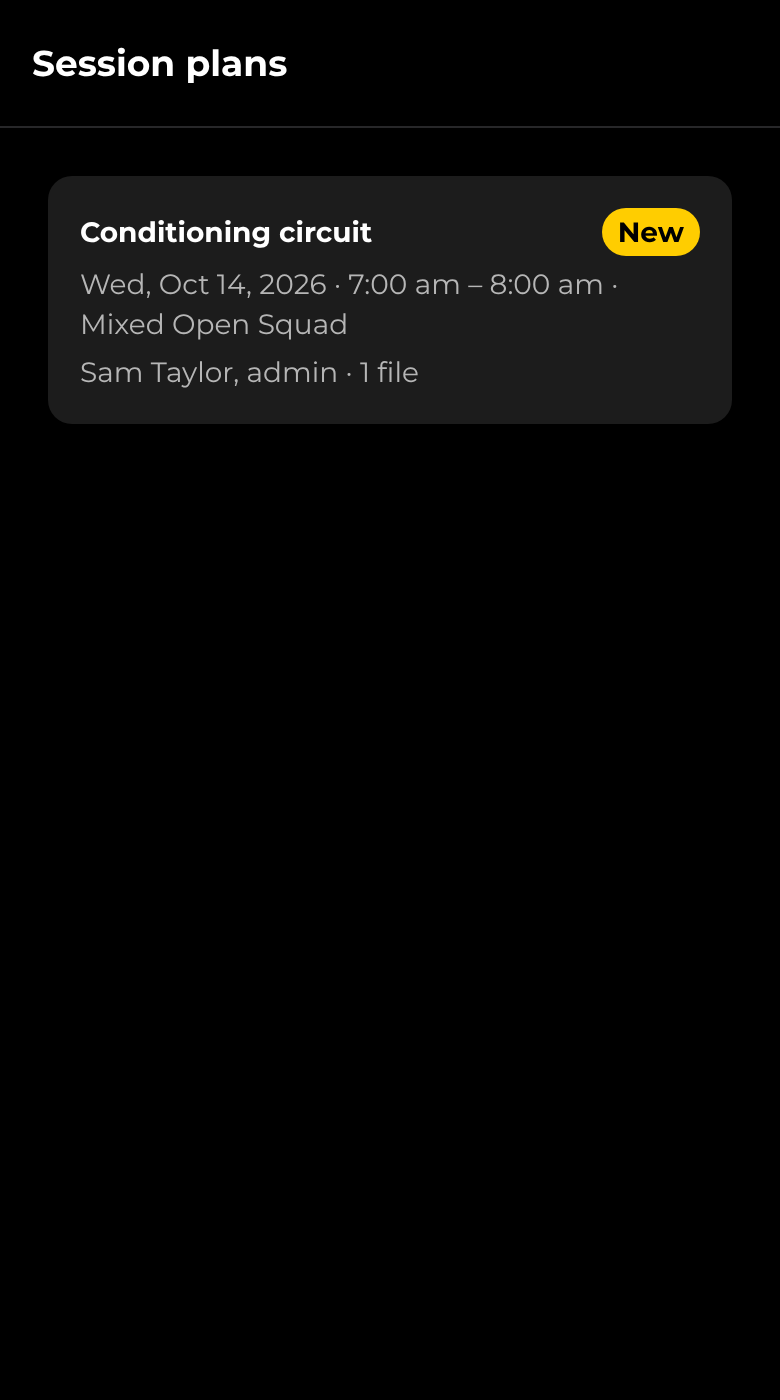 Session plans
Conditioning circuit
New
Wed, Oct 14, 2026 · 7:00 am – 8:00 am ·
Mixed Open Squad
Sam Taylor, admin · 1 file